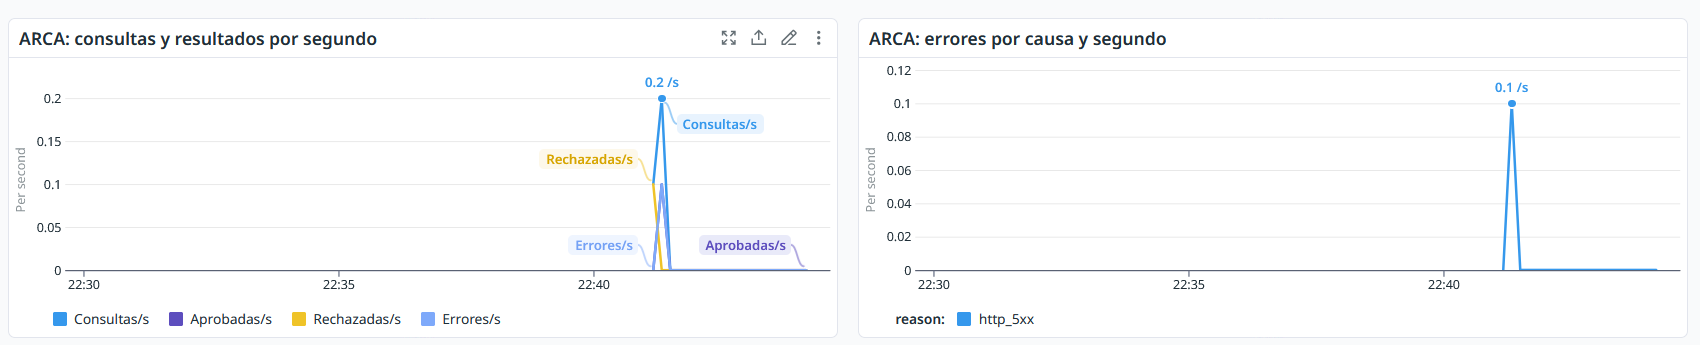 ARCA: consultas y resultados por segundo
0.2 /s
Consultas/s
Rechazadas/s
Errores/s
Aprobadas/s
Per second
0.2
0.15
0.1
0.05
0
22:30
22:35
22:40
Consultas/s
Aprobadas/s
Rechazadas/s
Errores/s
ARCA: errores por causa y segundo
0.1 /s
Per second
0.12
0.1
0.08
0.06
0.04
0.02
0
22:30
22:35
22:40
reason: http_5xx